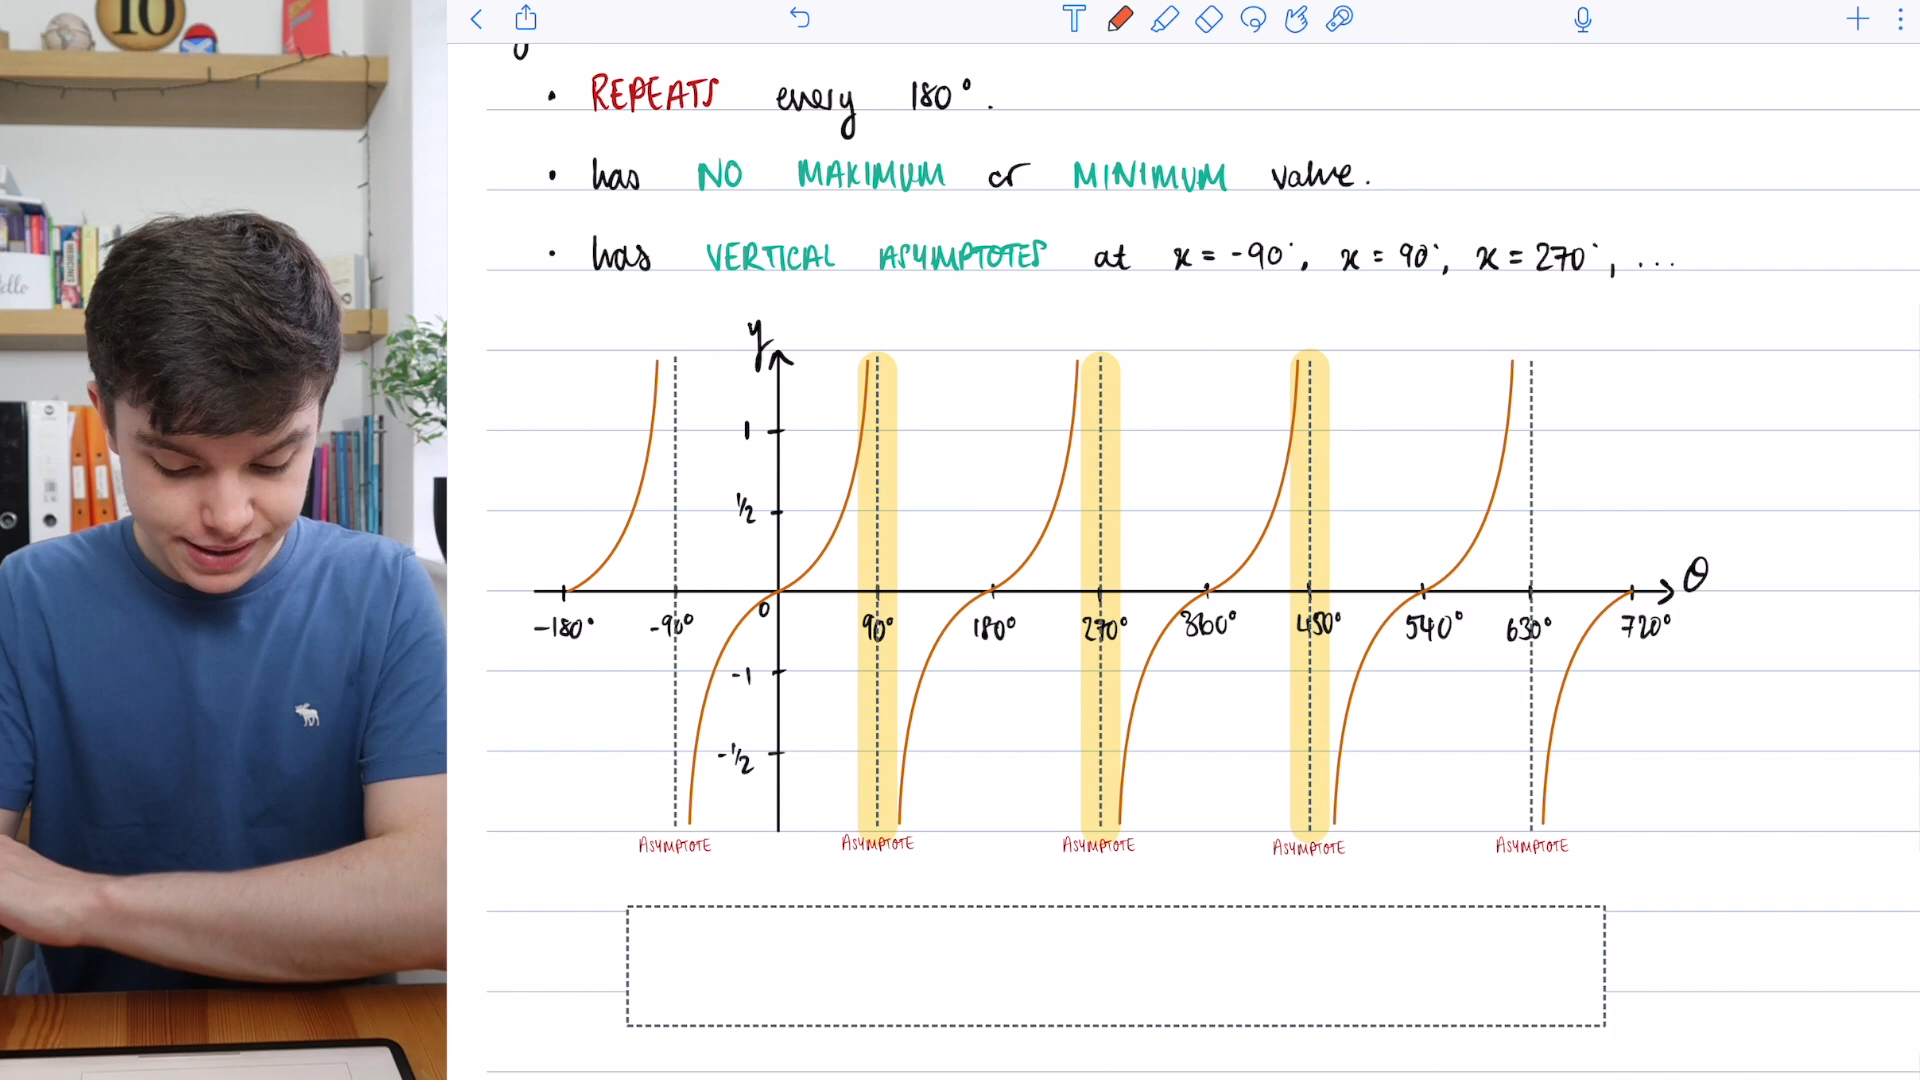 10
ello
• REPEATS every 180°.
• has NO MAXIMUM or MINIMUM value.
• has VERTICAL ASYMPTOTES at x = -90°, x = 90°, x = 270°, ...
y
1
1/2
θ
0
-180° -90° 90° 180° 270° 360° 450° 540° 630° 720°
-1
-1/2
ASYMPTOTE ASYMPTOTE ASYMPTOTE ASYMPTOTE ASYMPTOTE